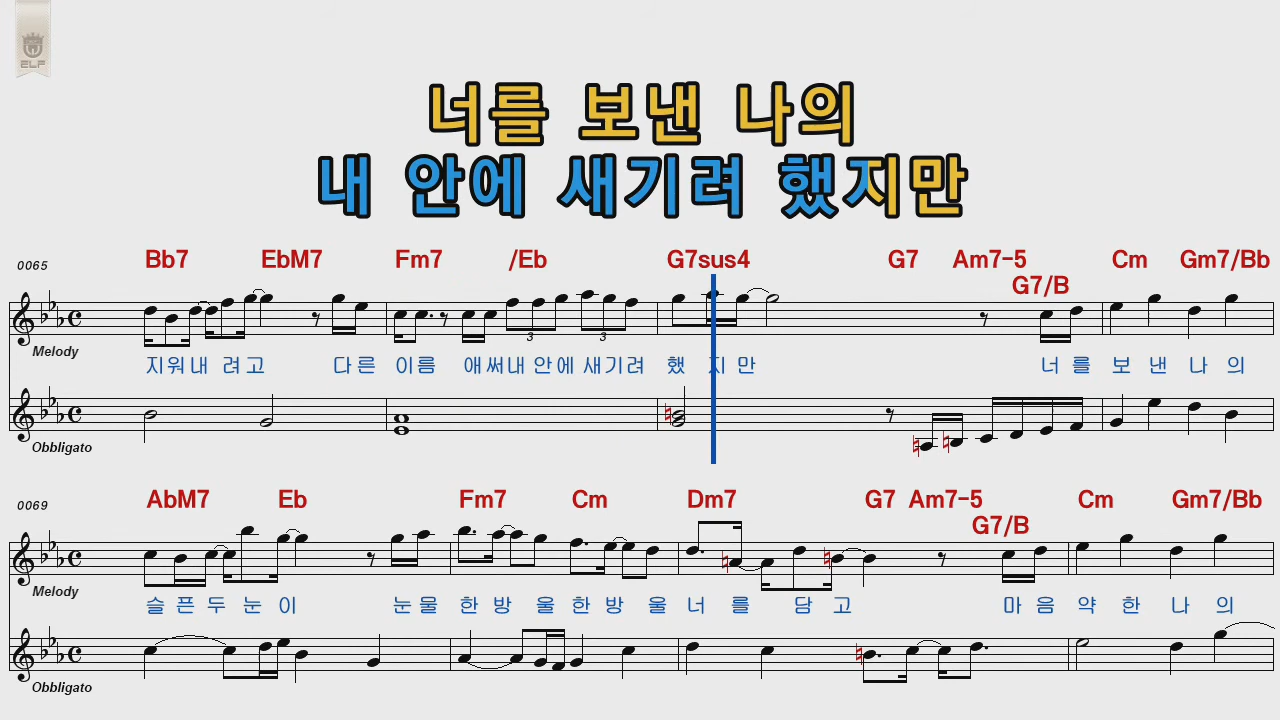 ELF
너를 보낸 나의
내 안에 새기려 했지만
0065 Bb7 EbM7 Fm7 /Eb G7sus4 G7 Am7-5 G7/B Cm Gm7/Bb
3 3
Melody 지워내 려고 다른 이름 애써내 안에 새기려 했 지 만 너 를 보 낸 나 의
Obbligato
0069 AbM7 Eb Fm7 Cm Dm7 G7 Am7-5 G7/B Cm Gm7/Bb
Melody 슬 픈 두 눈 이 눈 물 한 방 울 한 방 울 너 를 담 고 마 음 약 한 나 의
Obbligato